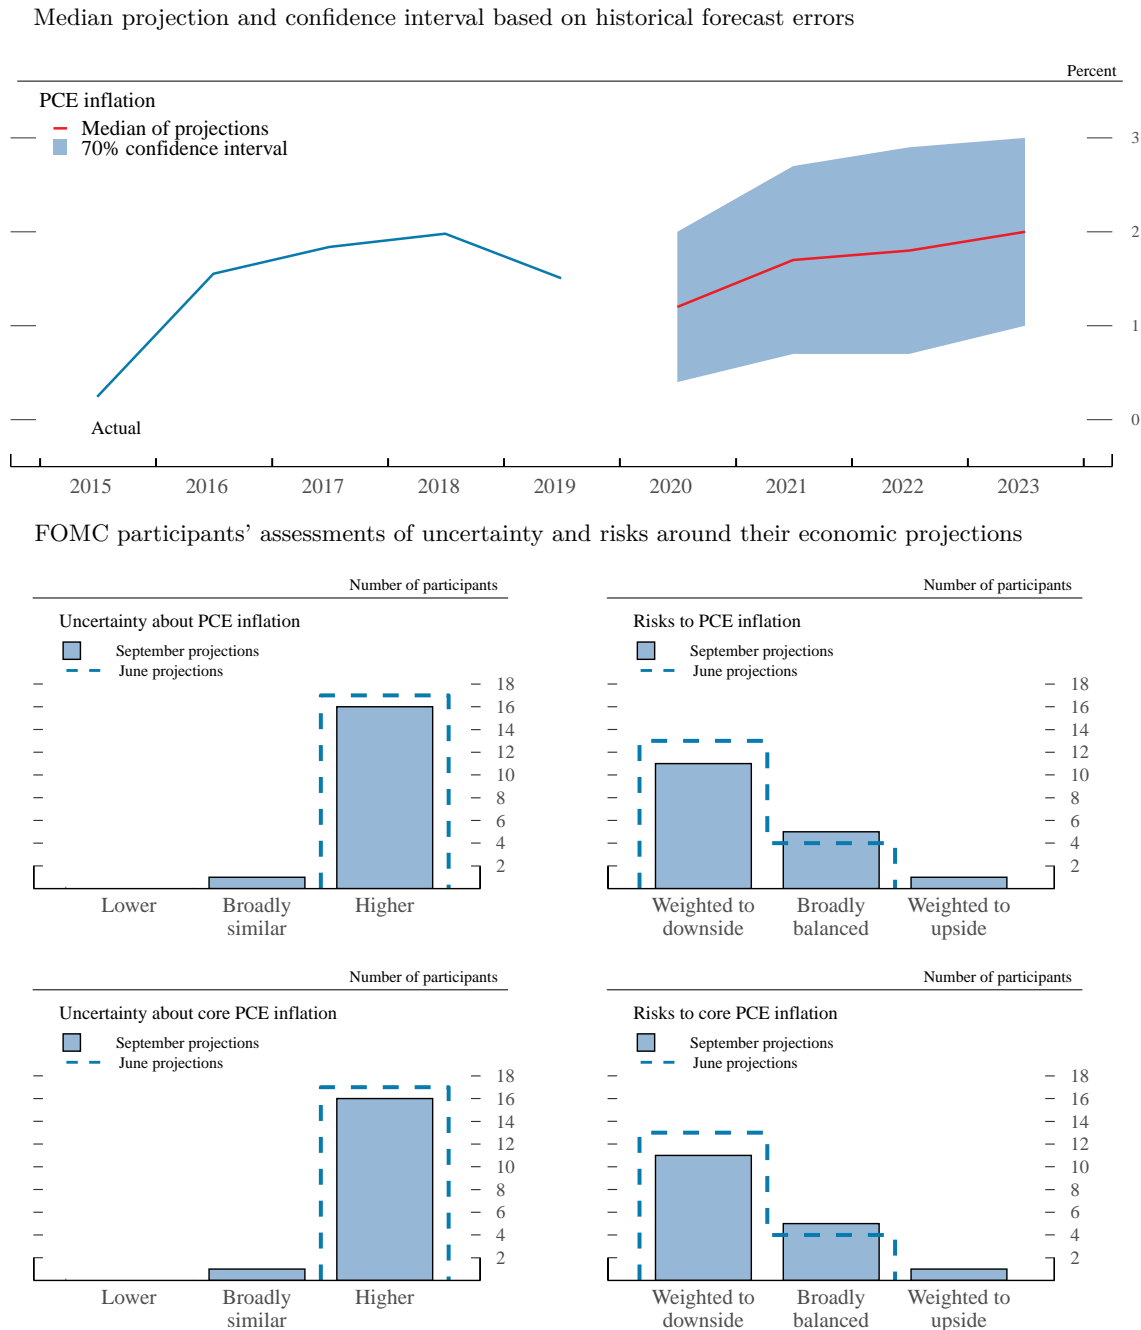 Median projection and confidence interval based on historical forecast errors
Percent
PCE inflation
Median of projections
70% confidence interval
3
2
1
0
Actual
2015 2016 2017 2018 2019 2020 2021 2022 2023
FOMC participants’ assessments of uncertainty and risks around their economic projections
Number of participants
Uncertainty about PCE inflation
September projections
June projections
18
16
14
12
10
8
6
4
2
Lower Broadly similar Higher
Number of participants
Risks to PCE inflation
September projections
June projections
18
16
14
12
10
8
6
4
2
Weighted to downside Broadly balanced Weighted to upside
Number of participants
Uncertainty about core PCE inflation
September projections
June projections
18
16
14
12
10
8
6
4
2
Lower Broadly similar Higher
Number of participants
Risks to core PCE inflation
September projections
June projections
18
16
14
12
10
8
6
4
2
Weighted to downside Broadly balanced Weighted to upside